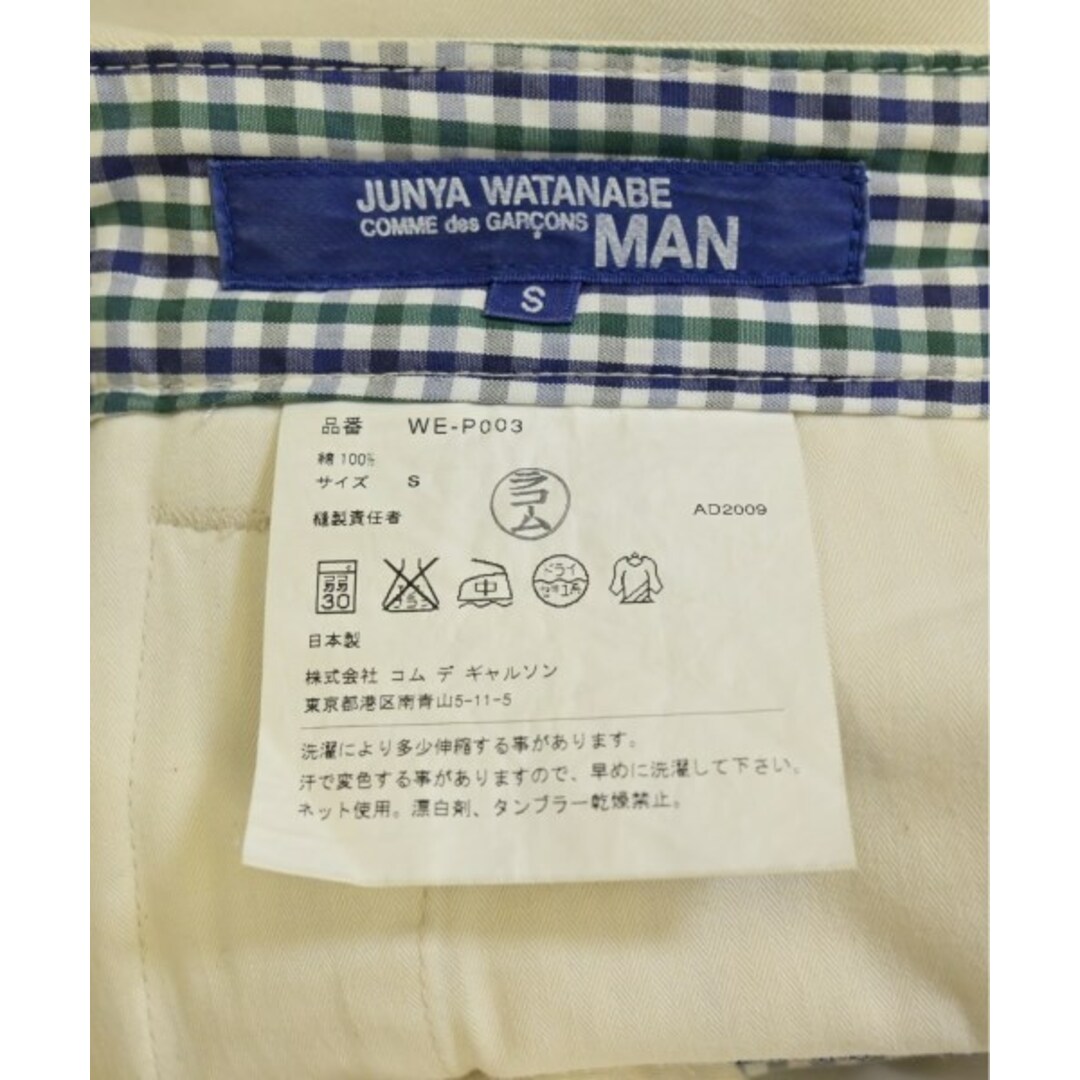 JUNYA WATANABE
COMME des GARÇONS MAN
S
品番 WE-P003
綿 100%
サイズ S
ラコム
縫製責任者
AD2009
弱 30
中
ドライ
日本製
株式会社 コム デ ギャルソン
東京都港区南青山5-11-5
洗濯により多少伸縮する事があります。
汗で変色する事がありますので、早めに洗濯して下さい。
ネット使用。漂白剤、タンブラー乾燥禁止。